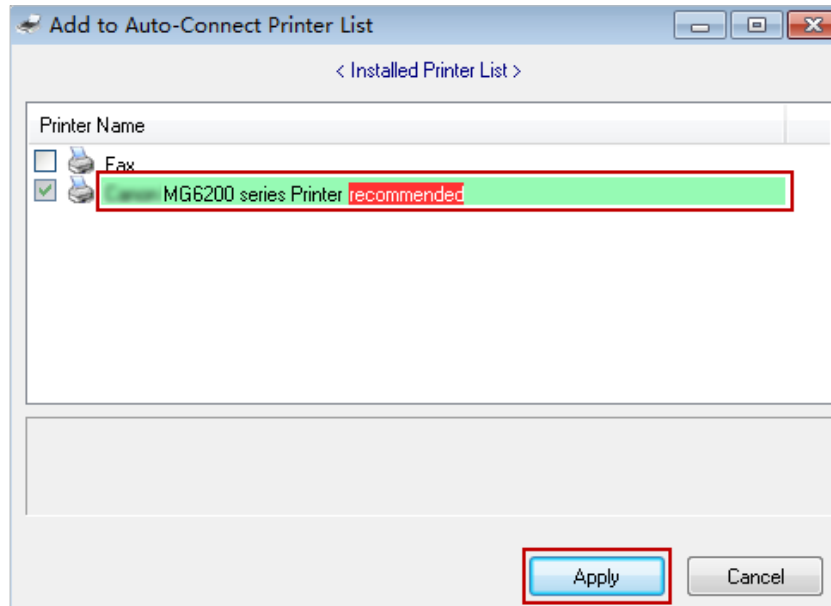 Add to Auto-Connect Printer List
< Installed Printer List >
Printer Name
Fax
MG6200 series Printer recommended
Apply
Cancel